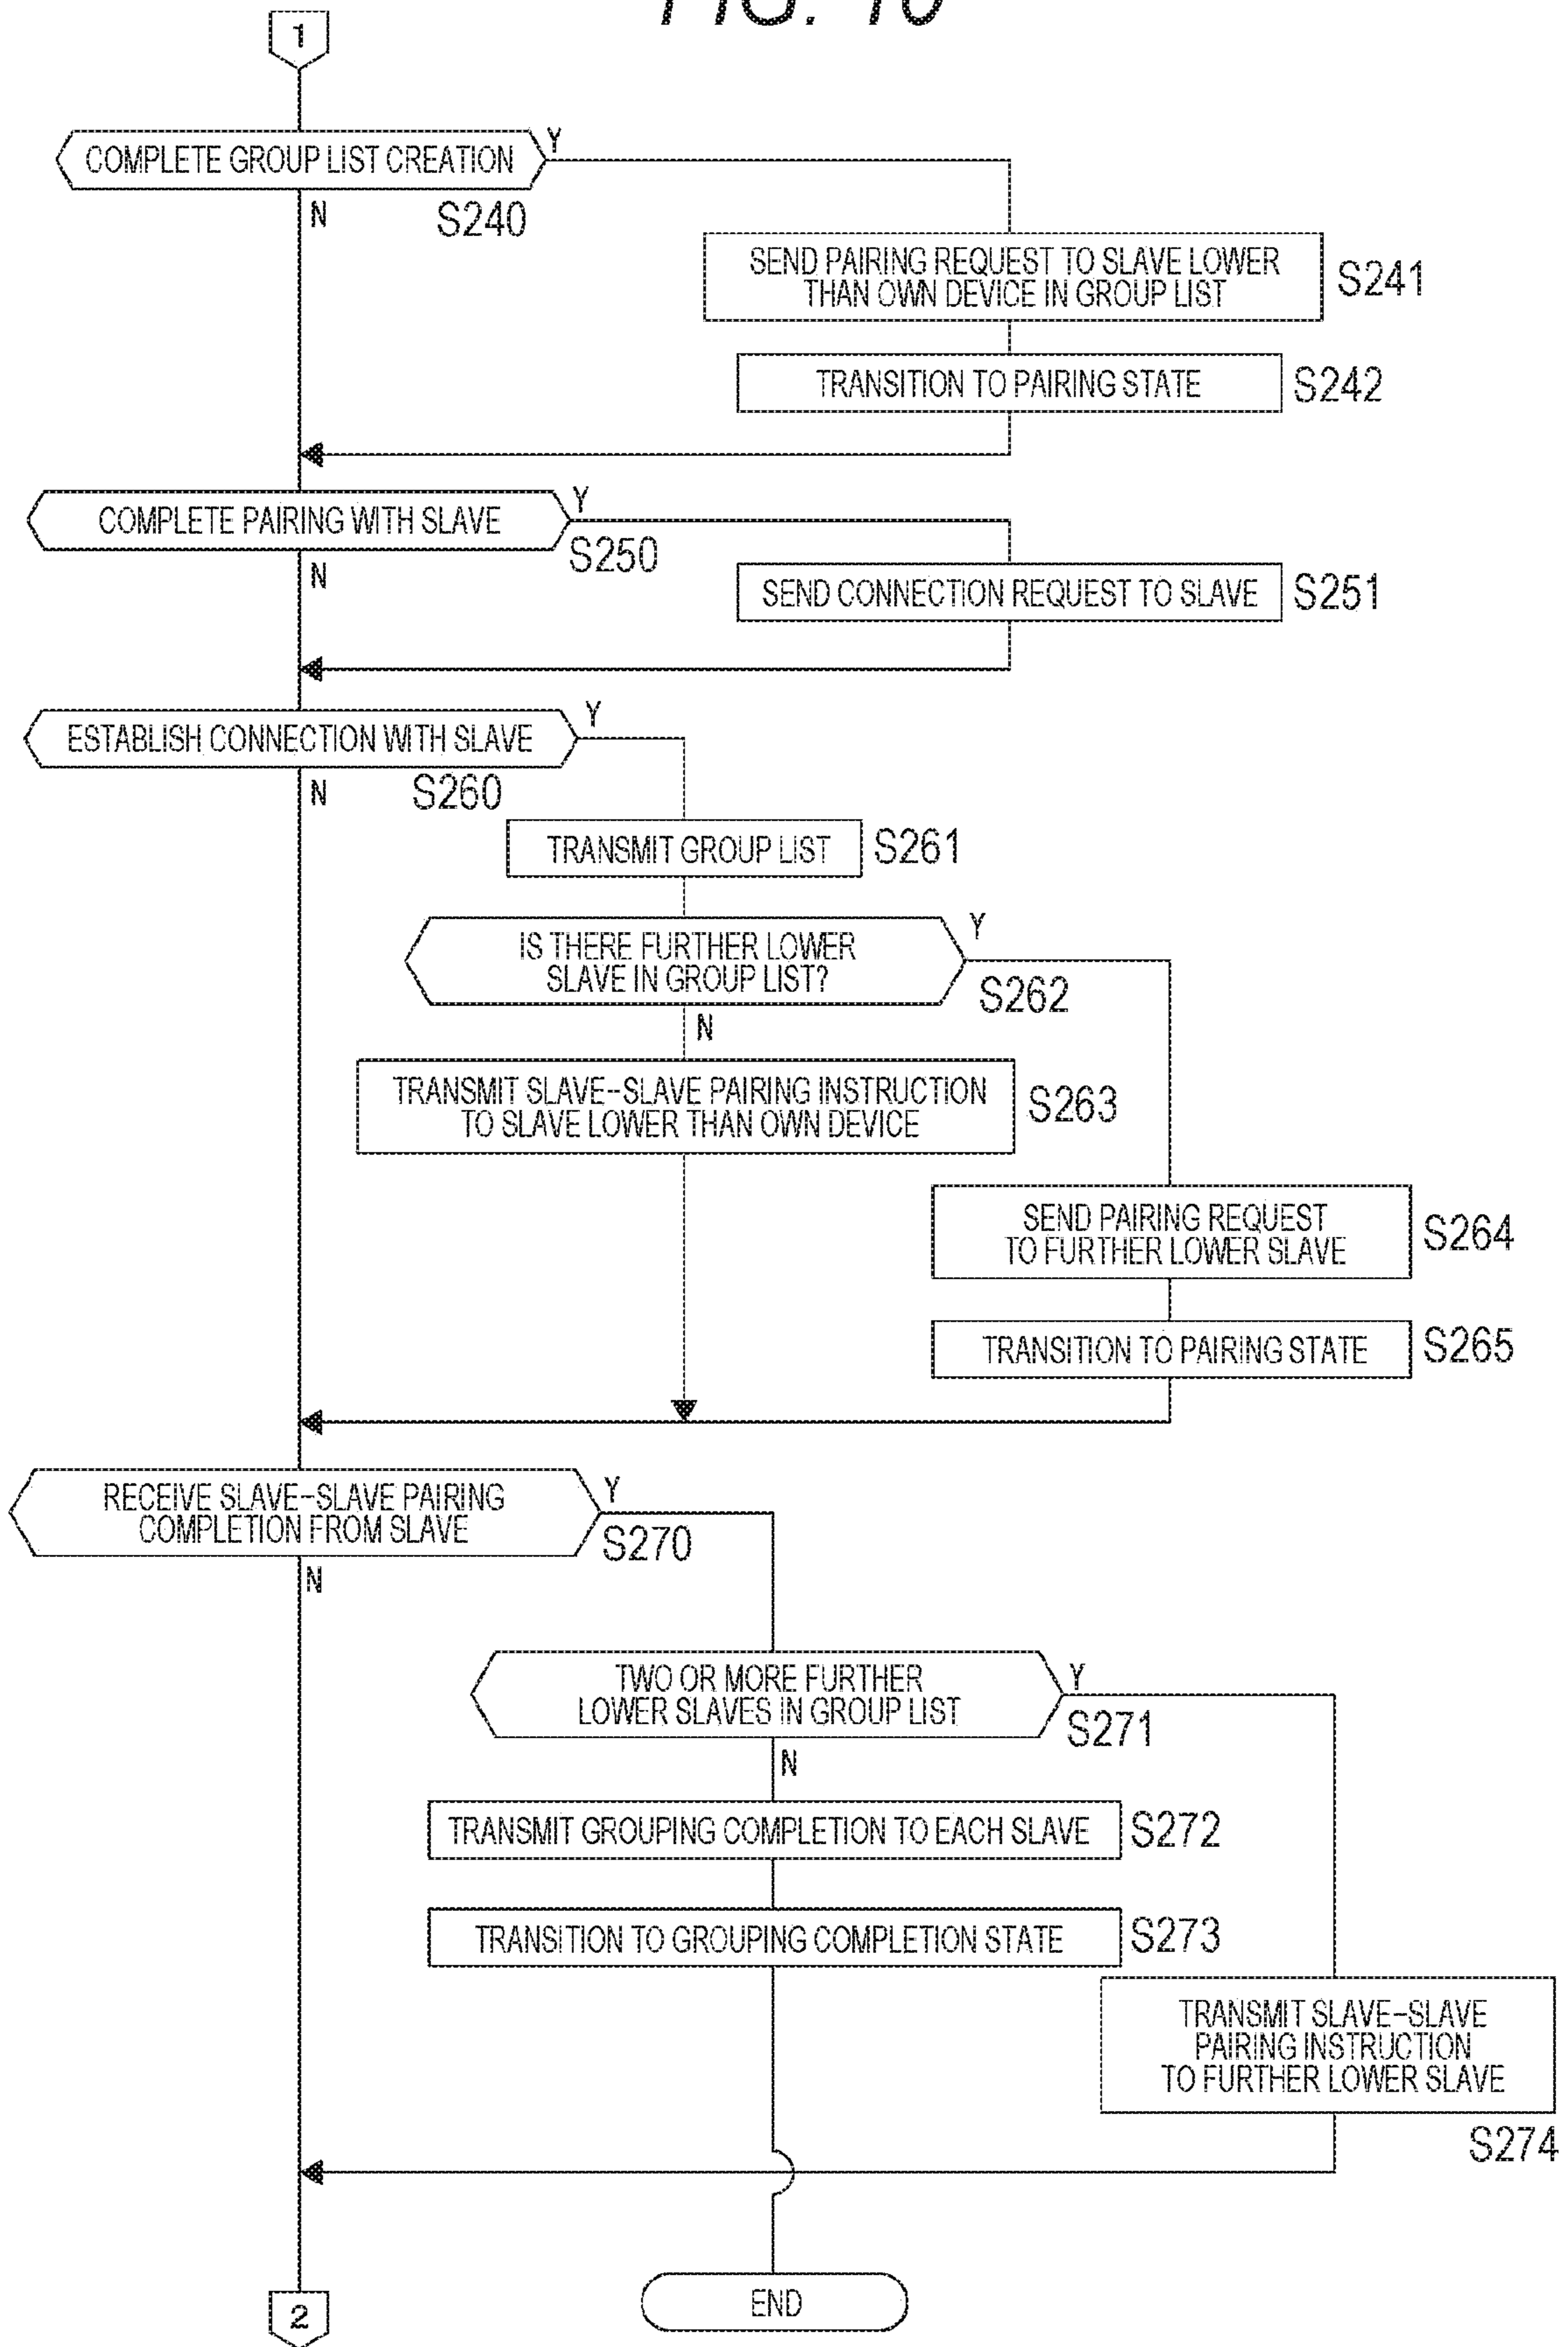 FIG. 10
1
COMPLETE GROUP LIST CREATION
Y
N
S240
SEND PAIRING REQUEST TO SLAVE LOWER
THAN OWN DEVICE IN GROUP LIST
S241
TRANSITION TO PAIRING STATE
S242
COMPLETE PAIRING WITH SLAVE
Y
S250
N
SEND CONNECTION REQUEST TO SLAVE
S251
ESTABLISH CONNECTION WITH SLAVE
Y
N
S260
TRANSMIT GROUP LIST
S261
IS THERE FURTHER LOWER
SLAVE IN GROUP LIST?
Y
S262
N
TRANSMIT SLAVE-SLAVE PAIRING INSTRUCTION
TO SLAVE LOWER THAN OWN DEVICE
S263
SEND PAIRING REQUEST
TO FURTHER LOWER SLAVE
S264
TRANSITION TO PAIRING STATE
S265
RECEIVE SLAVE-SLAVE PAIRING
COMPLETION FROM SLAVE
Y
S270
N
TWO OR MORE FURTHER
LOWER SLAVES IN GROUP LIST
Y
S271
N
TRANSMIT GROUPING COMPLETION TO EACH SLAVE
S272
TRANSITION TO GROUPING COMPLETION STATE
S273
TRANSMIT SLAVE-SLAVE
PAIRING INSTRUCTION
TO FURTHER LOWER SLAVE
S274
END
2